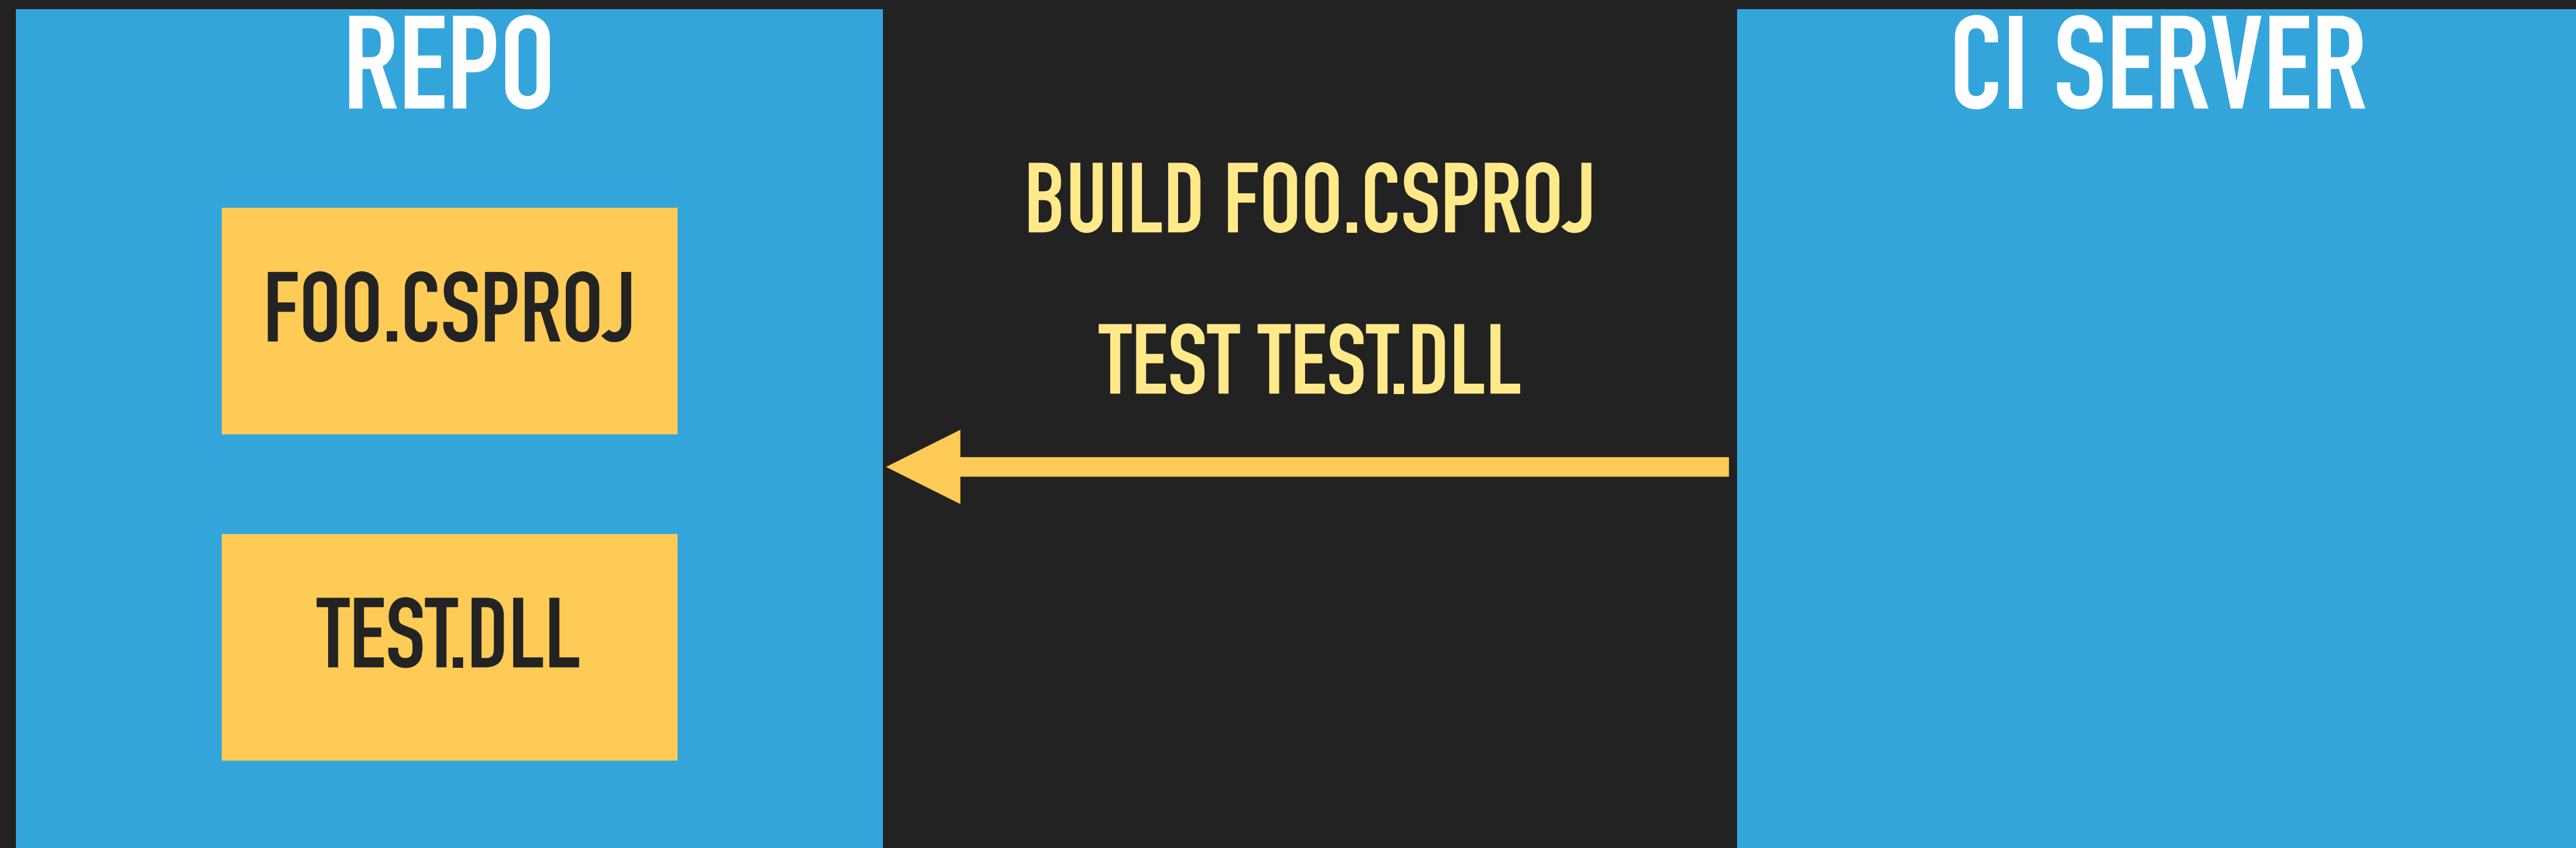 REPO
FOO.CSPROJ
TEST.DLL
BUILD FOO.CSPROJ
TEST TEST.DLL
CI SERVER